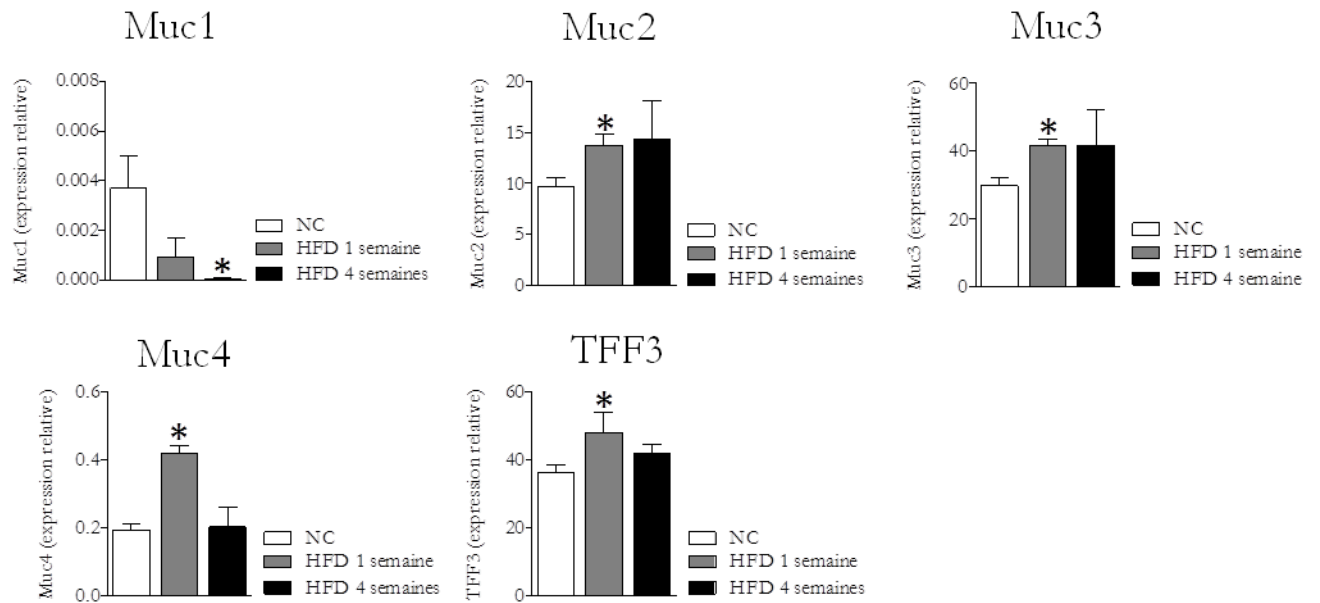 Muc1
Muc1 (expression relative)
0.008
0.006
0.004
0.002
0.000
*
NC
HFD 1 semaine
HFD 4 semaines
Muc2
Muc2 (expression relative)
20
15
10
5
0
*
NC
HFD 1 semaine
HFD 4 semaines
Muc3
Muc3 (expression relative)
60
40
20
0
*
NC
HFD 1 semaine
HFD 4 semaine
Muc4
Muc4 (expression relative)
0.6
0.4
0.2
0.0
*
NC
HFD 1 semaine
HFD 4 semaines
TFF3
TFF3 (expression relative)
60
40
20
0
*
NC
HFD 1 semaine
HFD 4 semaines